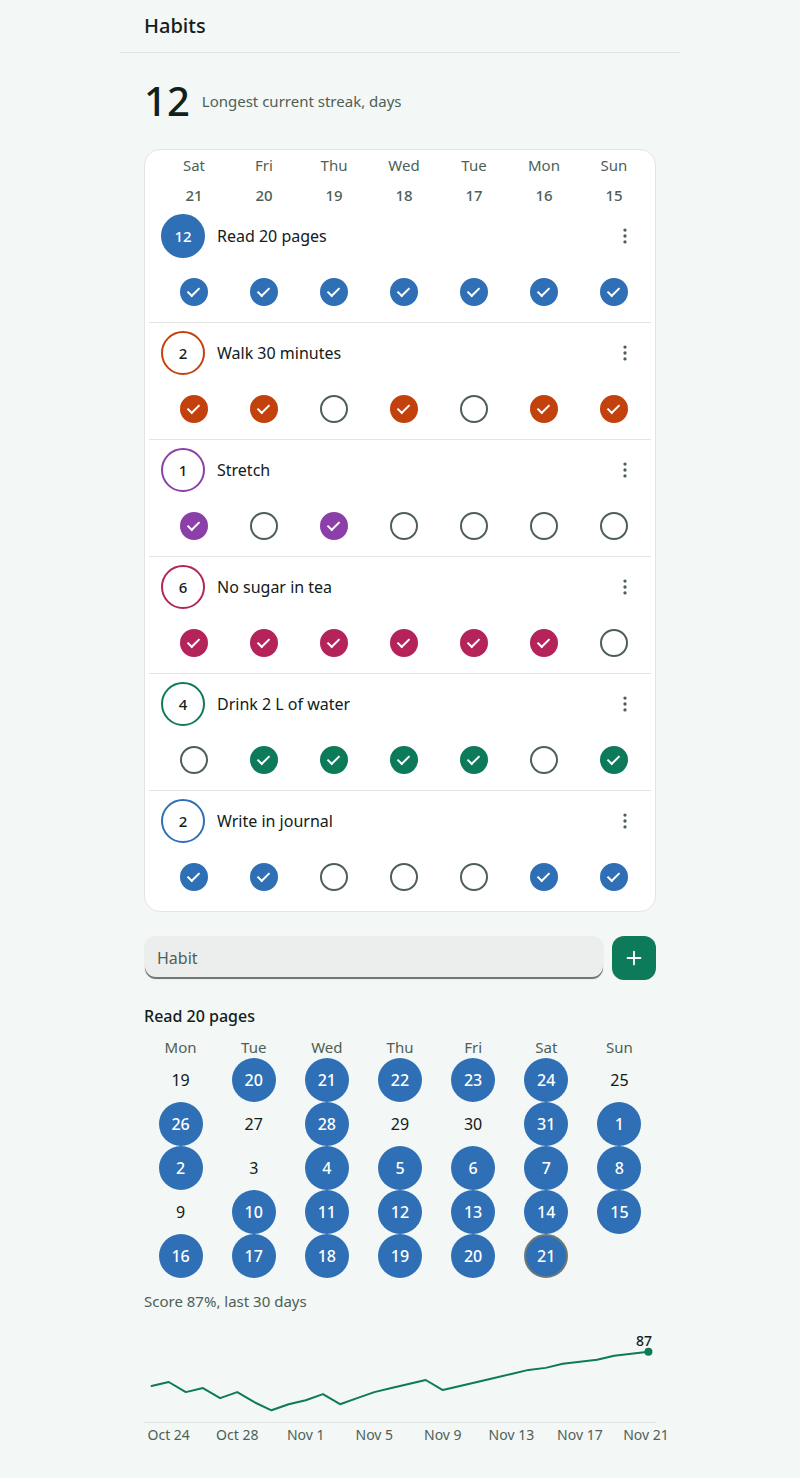 Habits
12 Longest current streak, days
Sat Fri Thu Wed Tue Mon Sun
21 20 19 18 17 16 15
12 Read 20 pages
2 Walk 30 minutes
1 Stretch
6 No sugar in tea
4 Drink 2 L of water
2 Write in journal
Habit
Read 20 pages
Mon Tue Wed Thu Fri Sat Sun
19 20 21 22 23 24 25
26 27 28 29 30 31 1
2 3 4 5 6 7 8
9 10 11 12 13 14 15
16 17 18 19 20 21
Score 87%, last 30 days
87
Oct 24 Oct 28 Nov 1 Nov 5 Nov 9 Nov 13 Nov 17 Nov 21